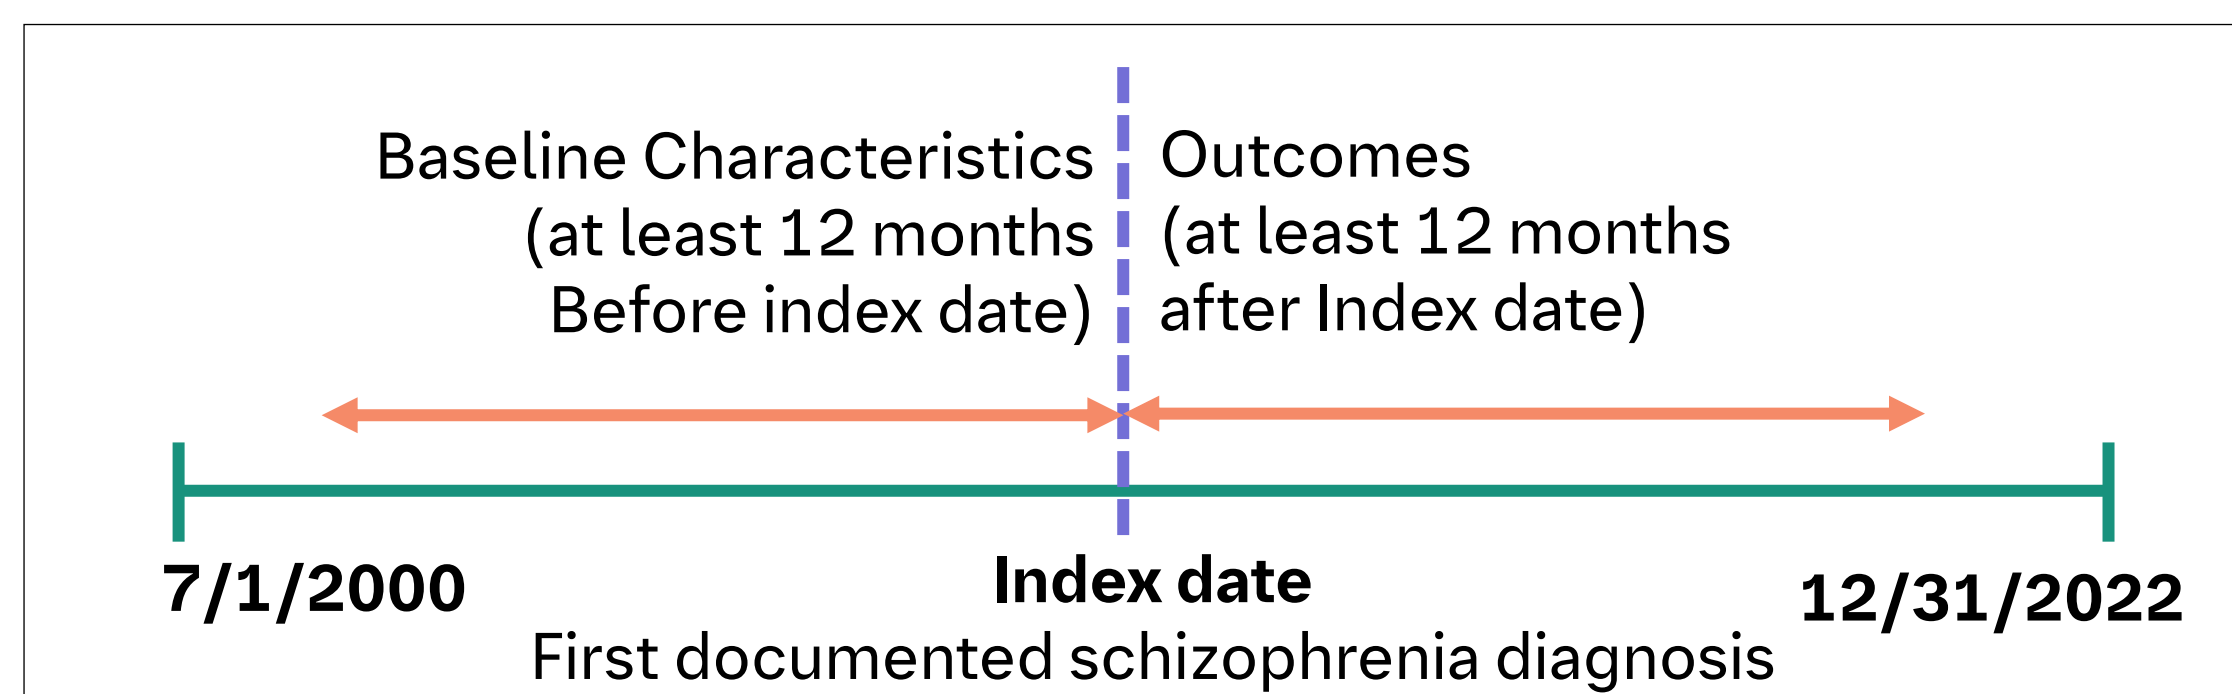 Baseline Characteristics
(at least 12 months
Before index date)
Outcomes
(at least 12 months
after Index date)
7/1/2000
Index date
First documented schizophrenia diagnosis
12/31/2022